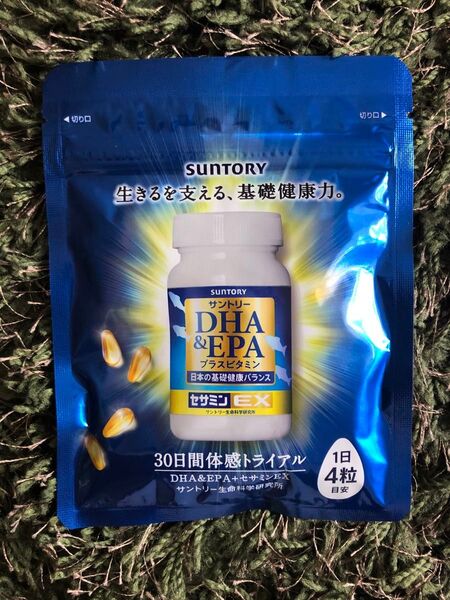 ◀切り口
切り口▶
SUNTORY
生きるを支える、基礎健康力。
SUNTORY
サントリー
DHA
&EPA
プラスビタミン
日本の基礎健康バランス
セサミンEX
サントリー生命科学研究所
30日間体感トライアル
DHA&EPA+セサミンEX
サントリー生命科学研究所
1日
4粒
目安